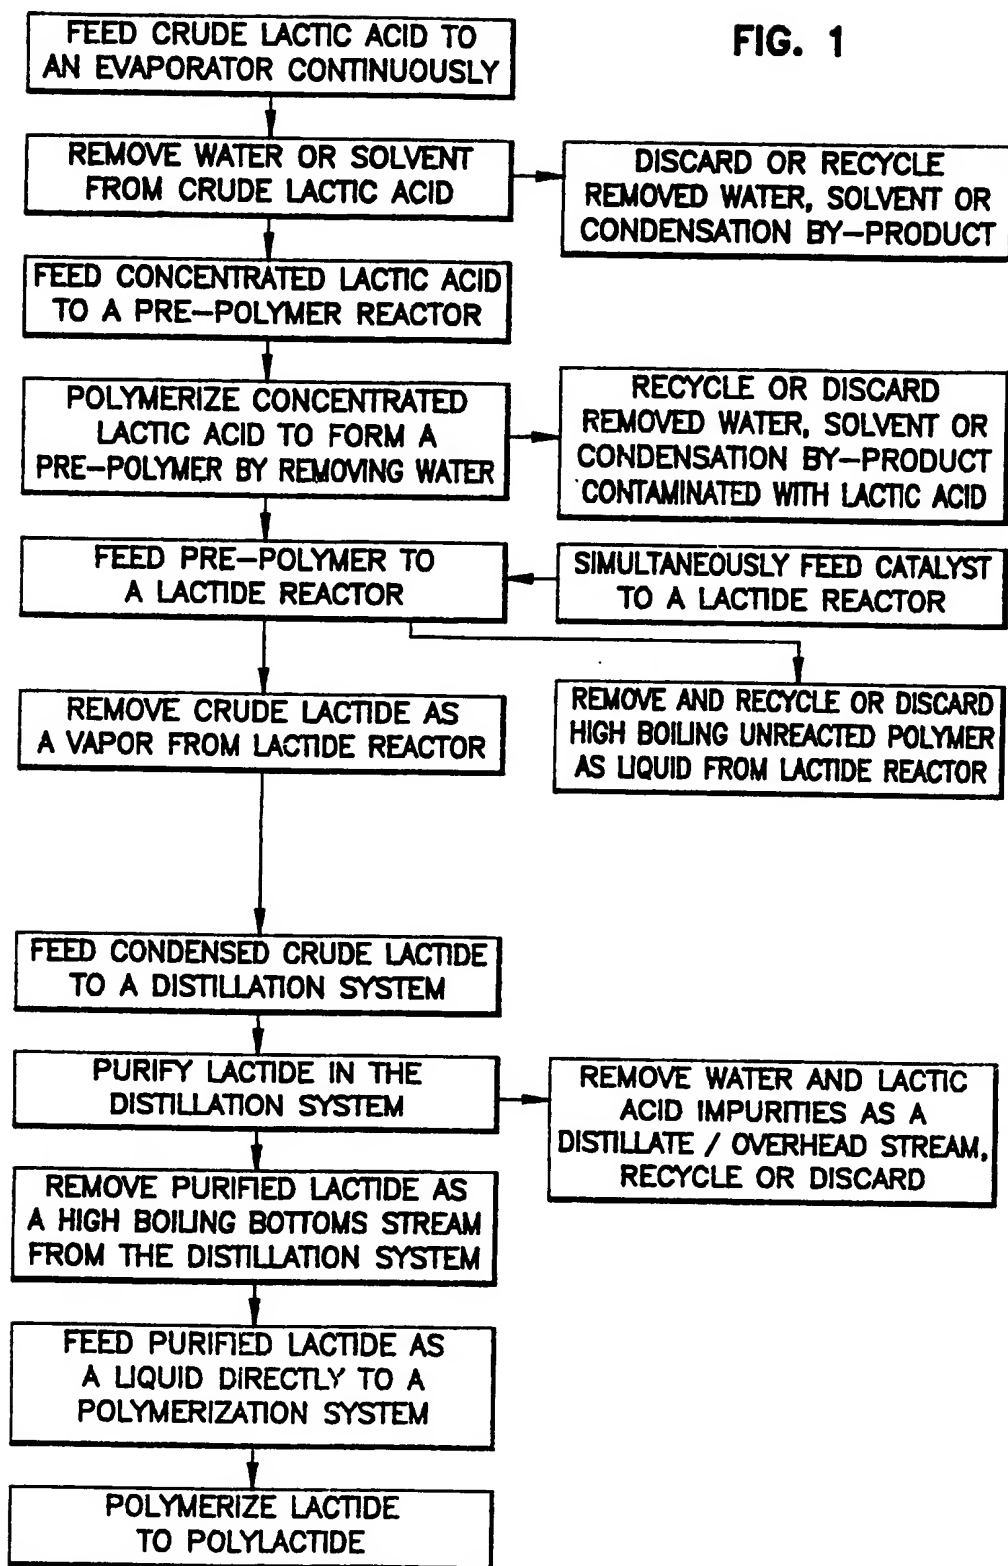 FIG. 1
FEED CRUDE LACTIC ACID TO
AN EVAPORATOR CONTINUOUSLY
REMOVE WATER OR SOLVENT
FROM CRUDE LACTIC ACID
DISCARD OR RECYCLE
REMOVED WATER, SOLVENT OR
CONDENSATION BY-PRODUCT
FEED CONCENTRATED LACTIC ACID
TO A PRE-POLYMER REACTOR
POLYMERIZE CONCENTRATED
LACTIC ACID TO FORM A
PRE-POLYMER BY REMOVING WATER
RECYCLE OR DISCARD
REMOVED WATER, SOLVENT OR
CONDENSATION BY-PRODUCT
CONTAMINATED WITH LACTIC ACID
FEED PRE-POLYMER TO
A LACTIDE REACTOR
SIMULTANEOUSLY FEED CATALYST
TO A LACTIDE REACTOR
REMOVE CRUDE LACTIDE AS
A VAPOR FROM LACTIDE REACTOR
REMOVE AND RECYCLE OR DISCARD
HIGH BOILING UNREACTED POLYMER
AS LIQUID FROM LACTIDE REACTOR
FEED CONDENSED CRUDE LACTIDE
TO A DISTILLATION SYSTEM
PURIFY LACTIDE IN THE
DISTILLATION SYSTEM
REMOVE WATER AND LACTIC
ACID IMPURITIES AS A
DISTILLATE / OVERHEAD STREAM,
RECYCLE OR DISCARD
REMOVE PURIFIED LACTIDE AS
A HIGH BOILING BOTTOMS STREAM
FROM THE DISTILLATION SYSTEM
FEED PURIFIED LACTIDE AS
A LIQUID DIRECTLY TO A
POLYMERIZATION SYSTEM
POLYMERIZE LACTIDE
TO POLYLACTIDE